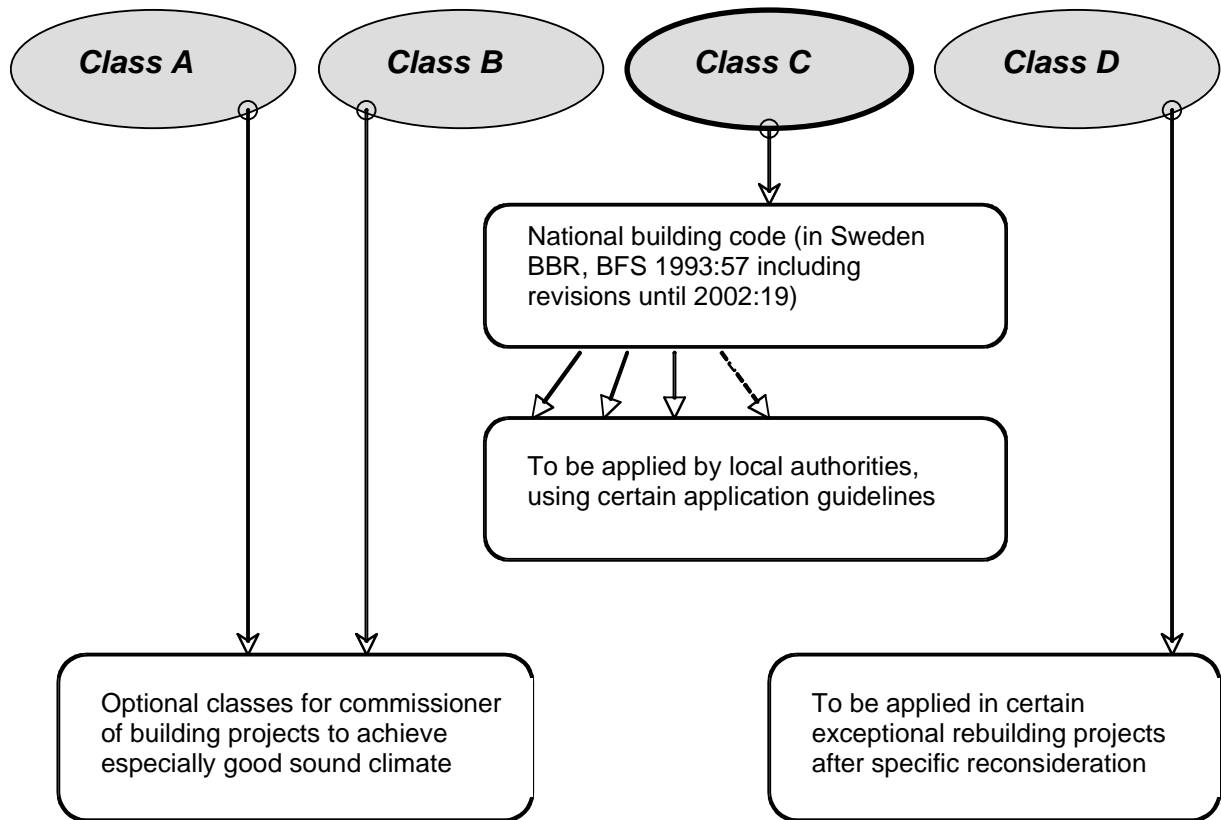 Class A
Class B
Class C
Class D
National building code (in Sweden
BBR, BFS 1993:57 including
revisions until 2002:19)
To be applied by local authorities,
using certain application guidelines
Optional classes for commissioner
of building projects to achieve
especially good sound climate
To be applied in certain
exceptional rebuilding projects
after specific reconsideration